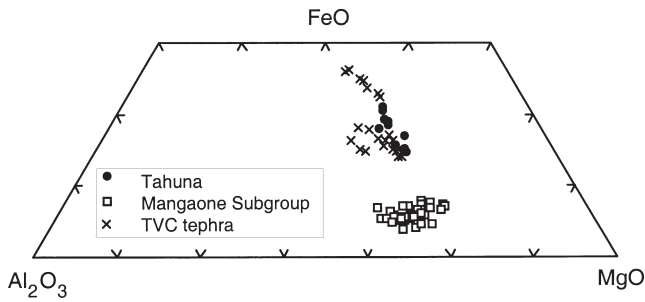 FeO
Tahuna
Mangaone Subgroup
TVC tephra
Al₂O₃
MgO